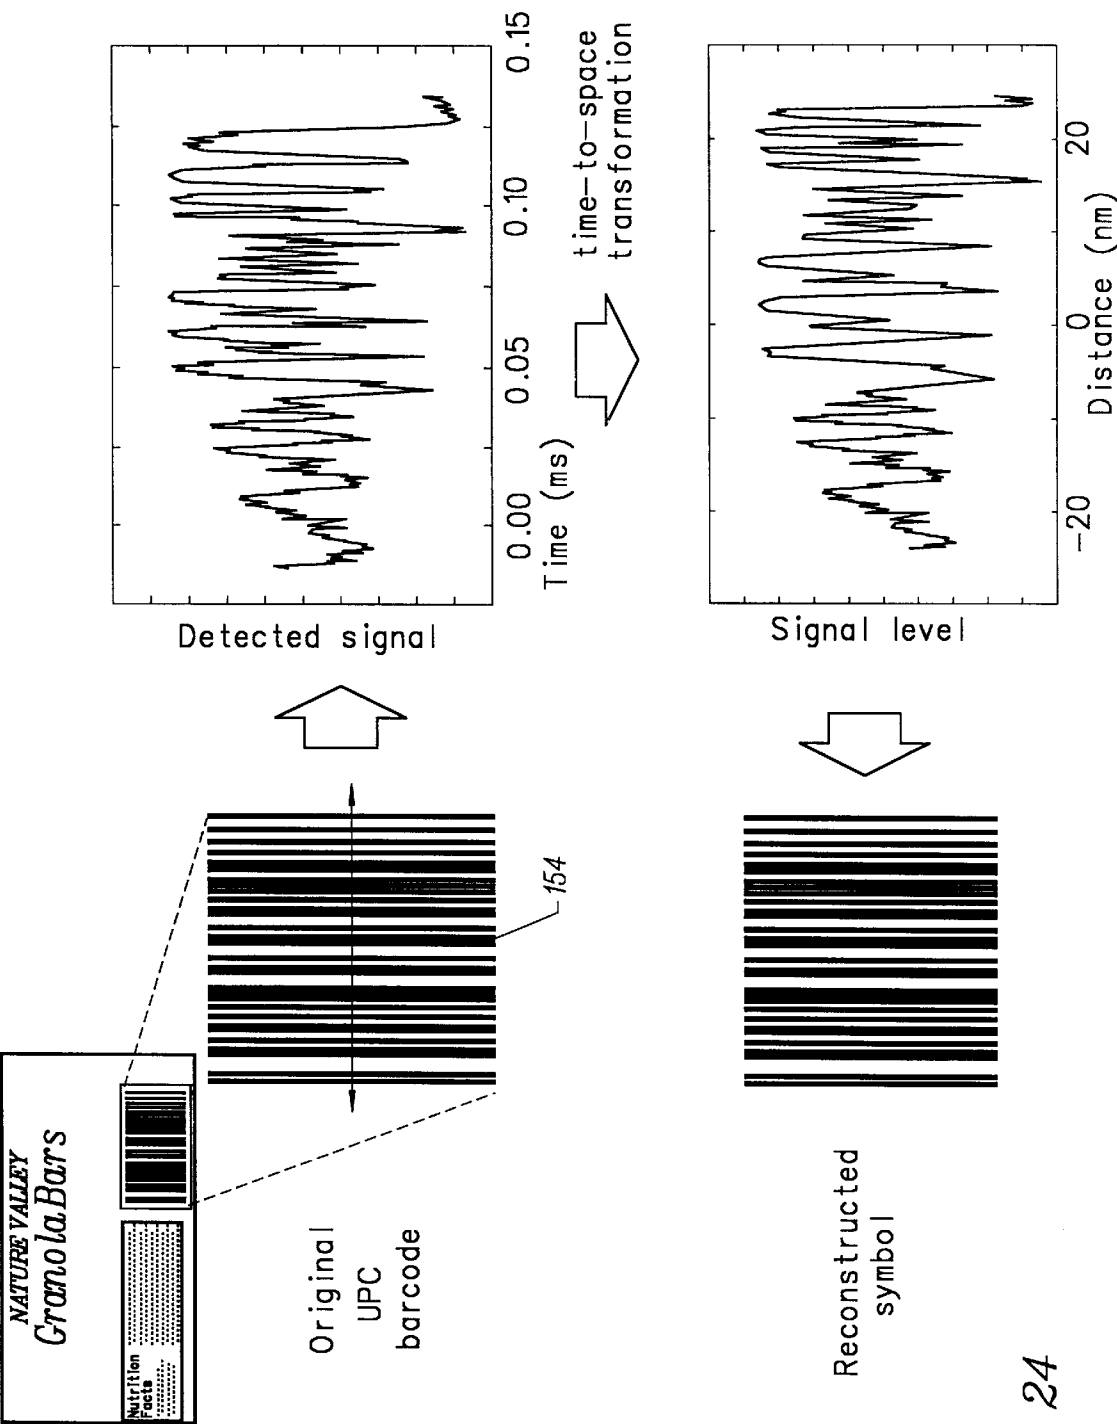 NATURE VALLEY
Granola Bars
Nutrition
Facts
Original
UPC
barcode
154
Detected signal
0.00
0.05
0.10
0.15
Time (ms)
time-to-space
transformation
Signal level
-20
0
20
Distance (nm)
Reconstructed
symbol
24